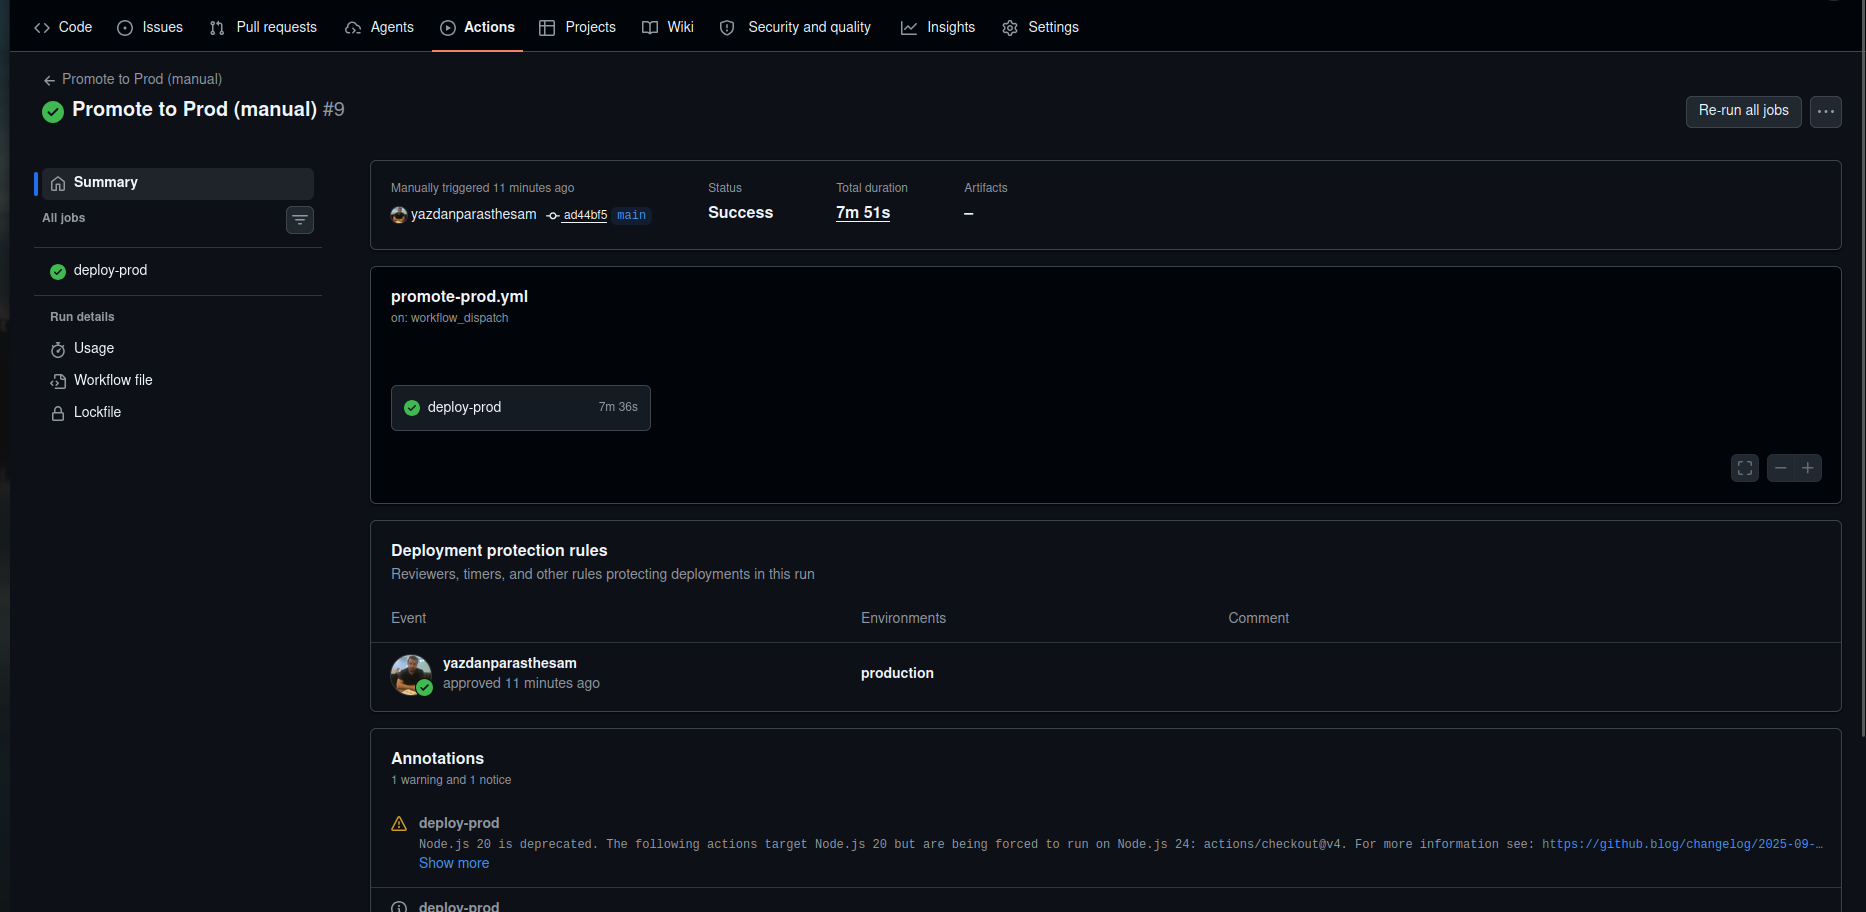 Code Issues Pull requests Agents Actions Projects Wiki Security and quality Insights Settings
Promote to Prod (manual)
Promote to Prod (manual) #9
Re-run all jobs
Summary
All jobs
deploy-prod
Run details
Usage
Workflow file
Lockfile
Manually triggered 11 minutes ago
yazdanparasthesam ad44bf5 main
Status
Success
Total duration
7m 51s
Artifacts
–
promote-prod.yml
on: workflow_dispatch
deploy-prod 7m 36s
Deployment protection rules
Reviewers, timers, and other rules protecting deployments in this run
Event Environments Comment
yazdanparasthesam
approved 11 minutes ago
production
Annotations
1 warning and 1 notice
deploy-prod
Node.js 20 is deprecated. The following actions target Node.js 20 but are being forced to run on Node.js 24: actions/checkout@v4. For more information see: https://github.blog/changelog/2025-09-…
Show more
deploy-prod